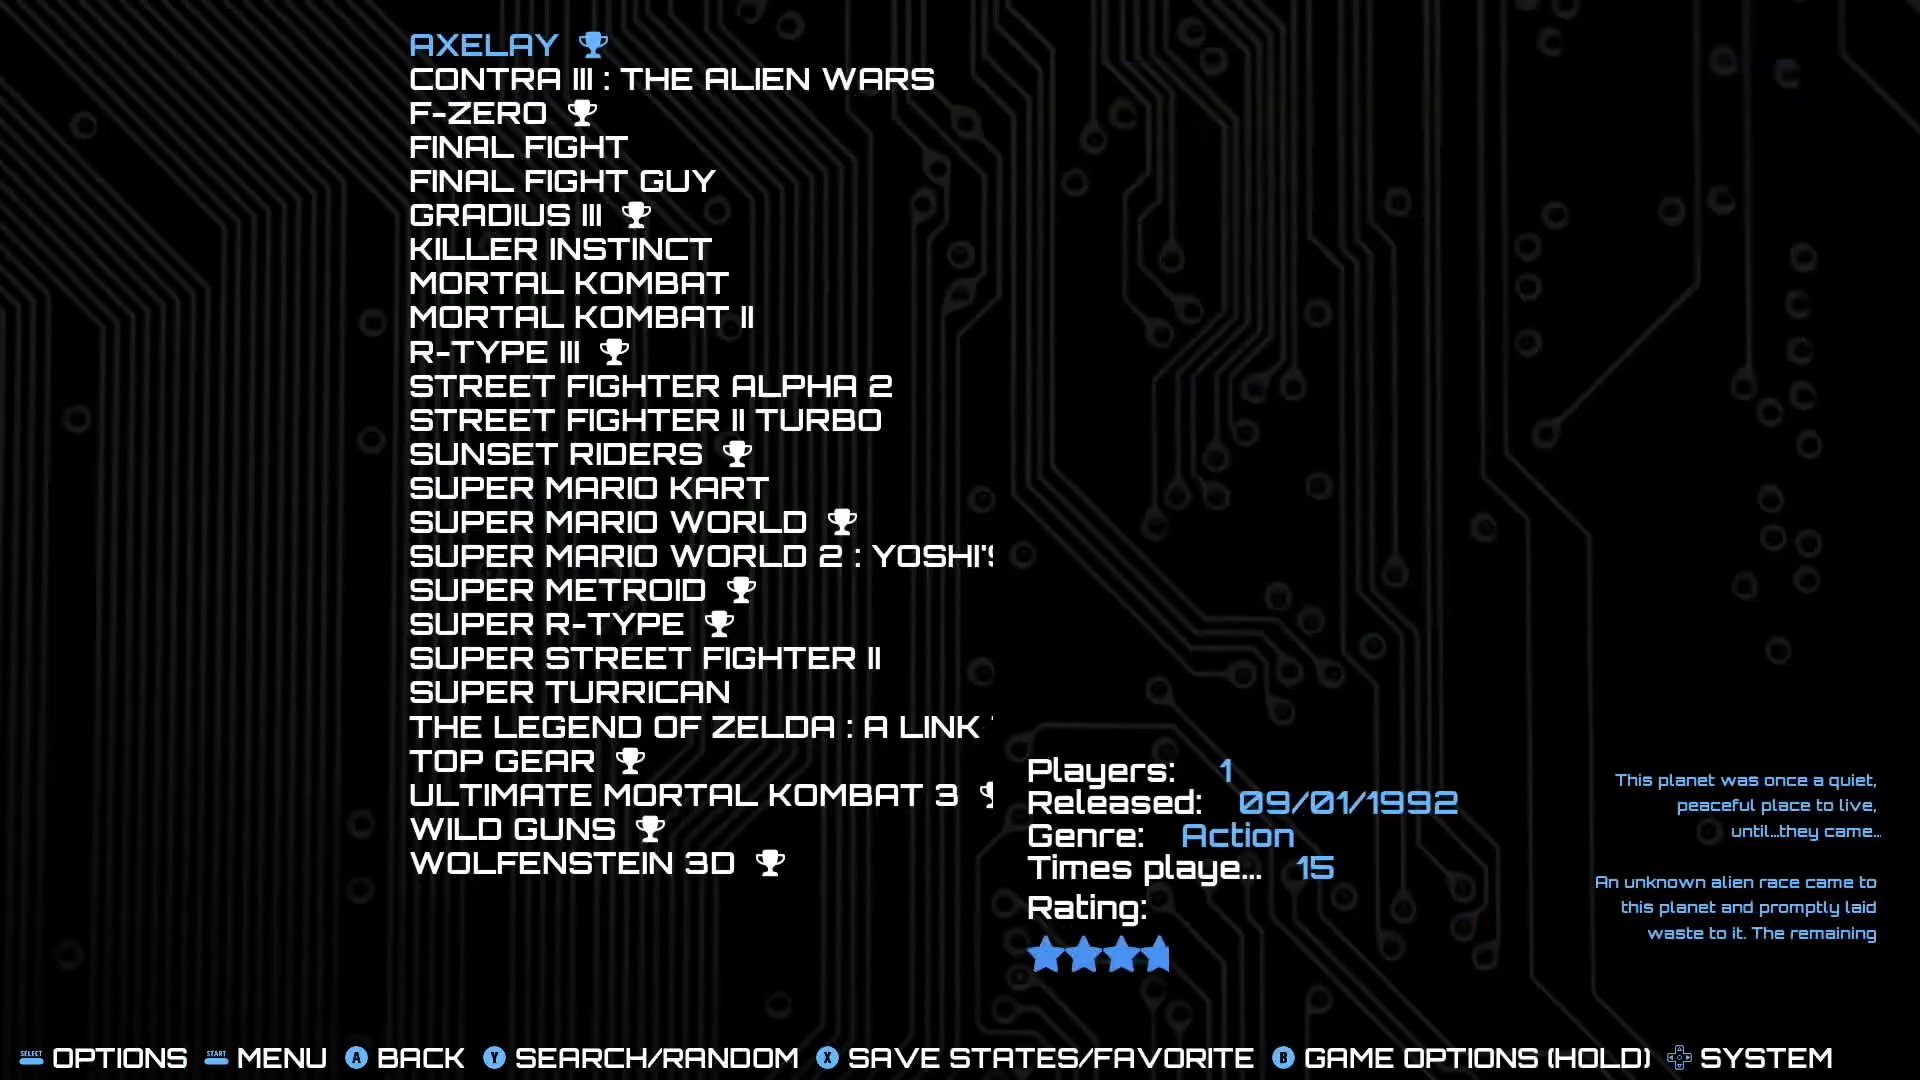 AXELAY
CONTRA III : THE ALIEN WARS
F-ZERO
FINAL FIGHT
FINAL FIGHT GUY
GRADIUS III
KILLER INSTINCT
MORTAL KOMBAT
MORTAL KOMBAT II
R-TYPE III
STREET FIGHTER ALPHA 2
STREET FIGHTER II TURBO
SUNSET RIDERS
SUPER MARIO KART
SUPER MARIO WORLD
SUPER MARIO WORLD 2 : YOSHI'S
SUPER METROID
SUPER R-TYPE
SUPER STREET FIGHTER II
SUPER TURRICAN
THE LEGEND OF ZELDA : A LINK
TOP GEAR
ULTIMATE MORTAL KOMBAT 3
WILD GUNS
WOLFENSTEIN 3D
Players: 1
Released: 09/01/1992
Genre: Action
Times playe... 15
Rating:
This planet was once a quiet,
peaceful place to live,
until...they came...
An unknown alien race came to
this planet and promptly laid
waste to it. The remaining
SELECT OPTIONS START MENU A BACK Y SEARCH/RANDOM X SAVE STATES/FAVORITE B GAME OPTIONS (HOLD) SYSTEM